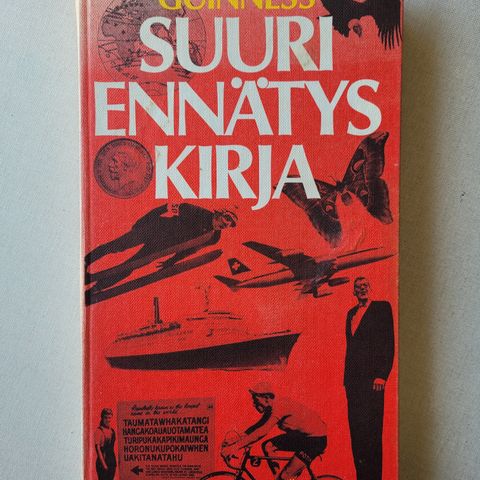 GUINNESS
SUURI
ENNÄTYS
KIRJA
TAUMATAWHAKATANGI
HANGAKOAUAUOTAMATEA
TURIPUKAKAPIKIMAUNGA
HORONUKUPOKAIWHEN
UAKITANATAHU